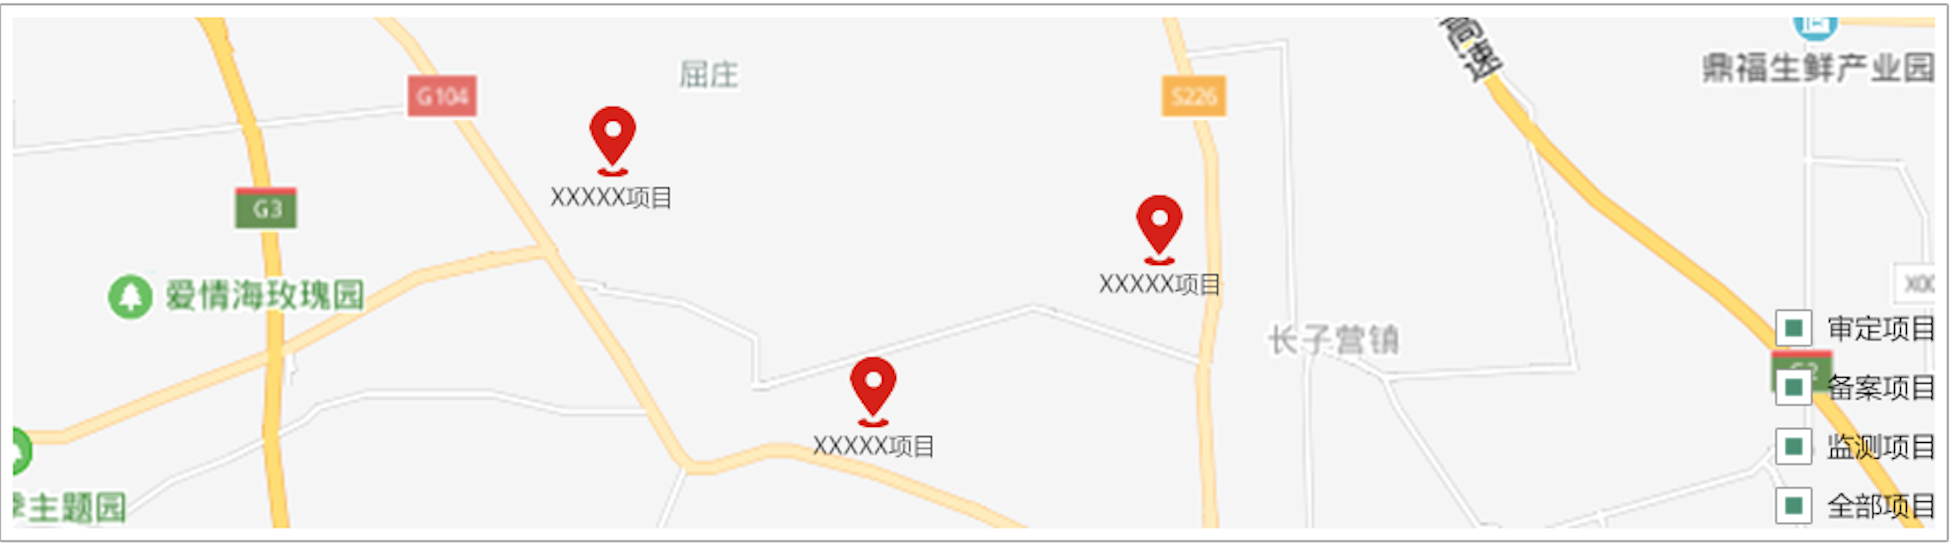 高速
鼎福生鲜产业园
屈庄
G104
S226
XXXXX项目
G3
XXXXX项目
爱情海玫瑰园
X00
长子营镇
审定项目
G2
备案项目
XXXXX项目
监测项目
季主题园
全部项目